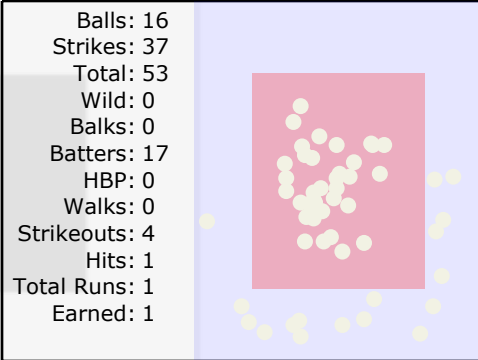 Balls: 16
Strikes: 37
Total: 53
Wild: 0
Balks: 0
Batters: 17
HBP: 0
Walks: 0
Strikeouts: 4
Hits: 1
Total Runs: 1
Earned: 1